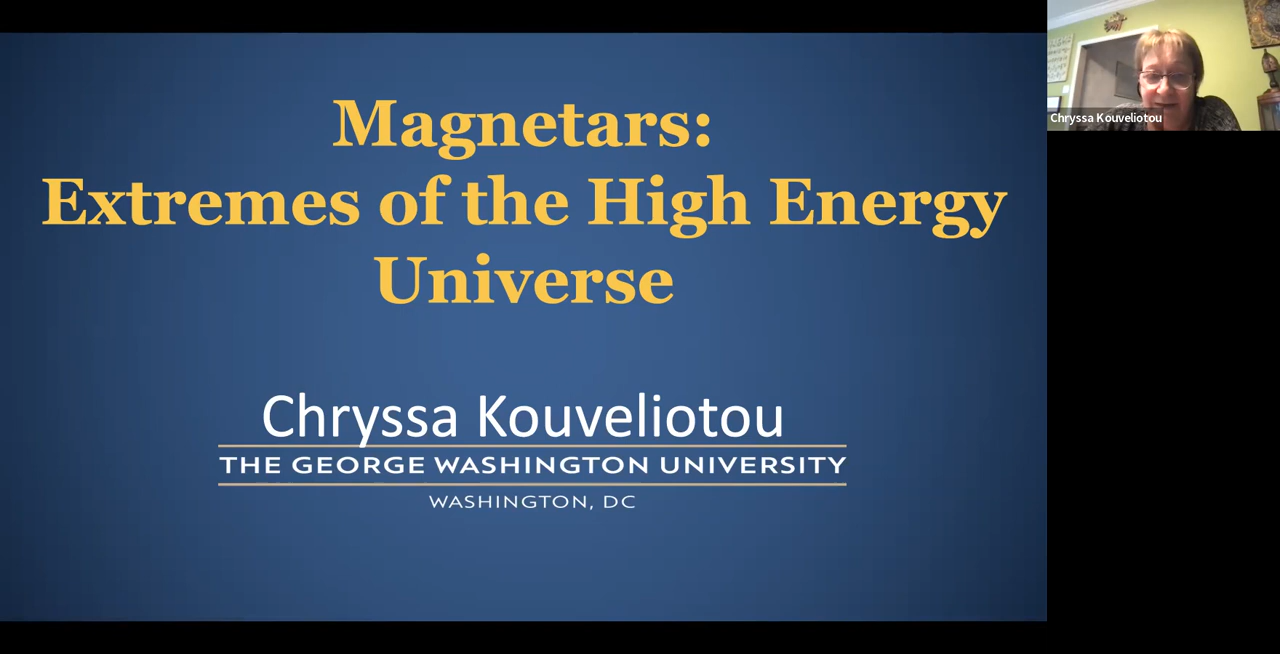 Magnetars:
Extremes of the High Energy
Universe
Chryssa Kouveliotou
THE GEORGE WASHINGTON UNIVERSITY
WASHINGTON, DC
Chryssa Kouveliotou